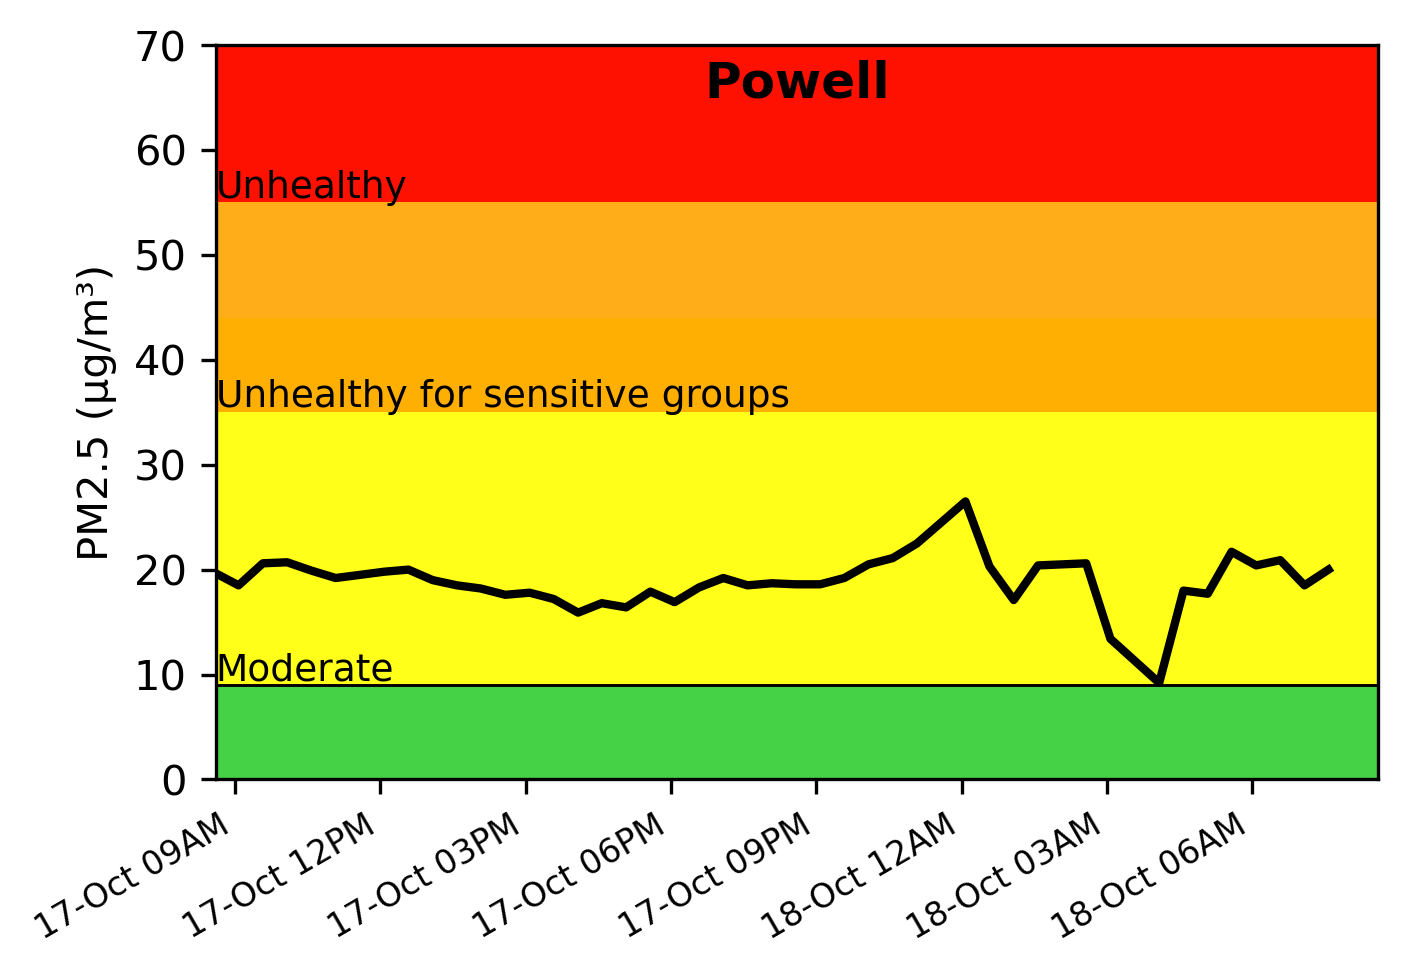 Powell
70
60
Unhealthy
50
40
Unhealthy for sensitive groups
30
20
10
Moderate
0
PM2.5 (µg/m³)
17-Oct 09AM
17-Oct 12PM
17-Oct 03PM
17-Oct 06PM
17-Oct 09PM
18-Oct 12AM
18-Oct 03AM
18-Oct 06AM